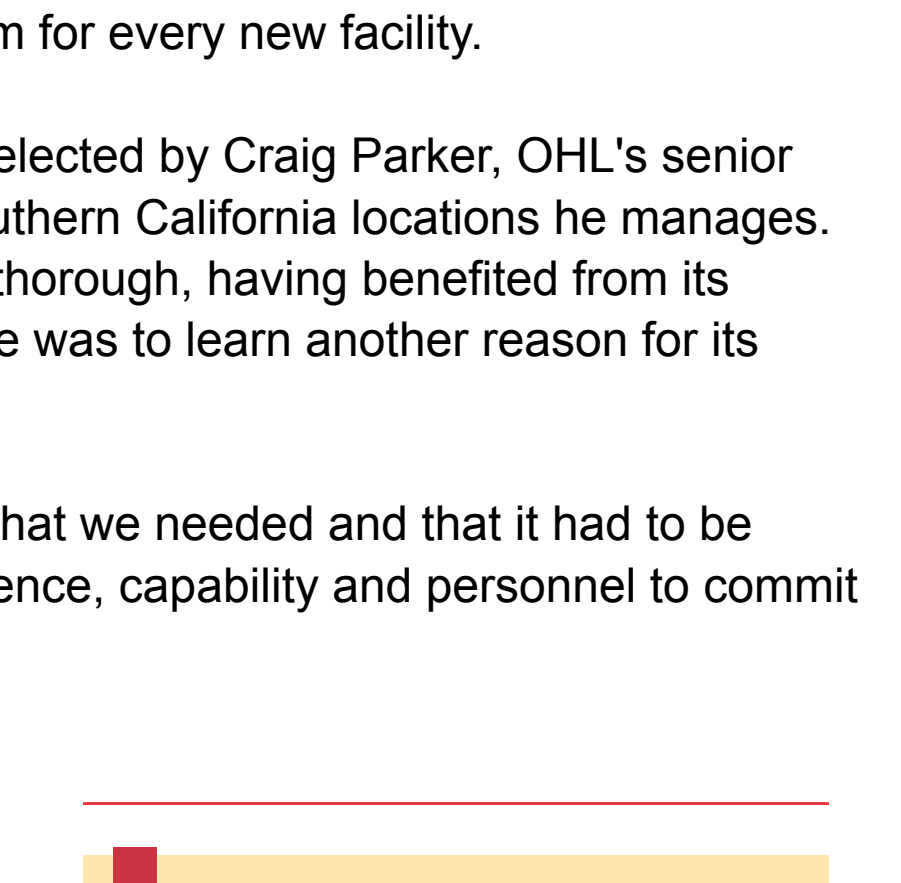 m for every new facility.
elected by Craig Parker, OHL's senior
uthern California locations he manages.
thorough, having benefited from its
e was to learn another reason for its
hat we needed and that it had to be
ence, capability and personnel to commit